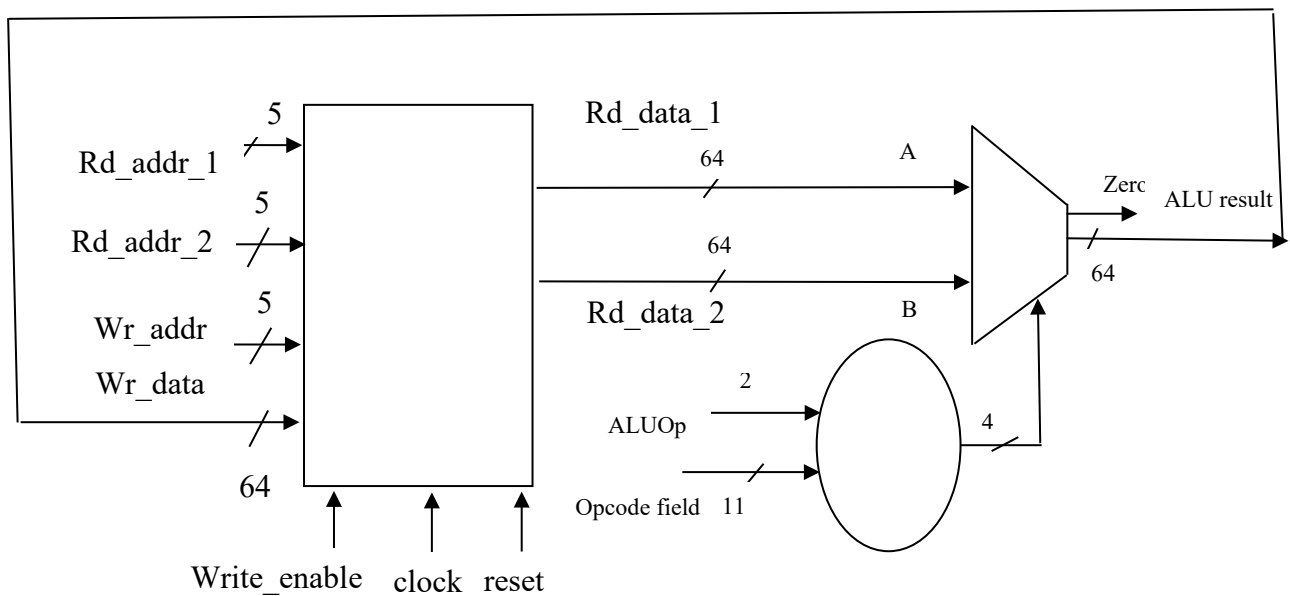 5
Rd_addr_1
5
Rd_addr_2
5
Wr_addr
Wr_data
64
Write_enable
clock
reset
Rd_data_1
64
A
64
Rd_data_2
B
Zero
ALU result
64
2
ALUOp
4
Opcode field
11